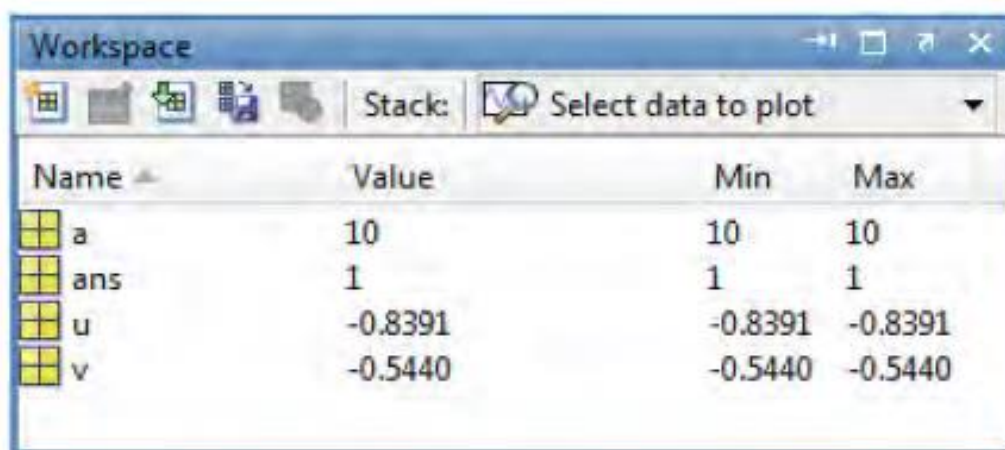 Workspace
Stack: Select data to plot
Name Value Min Max
a 10 10 10
ans 1 1 1
u -0.8391 -0.8391 -0.8391
v -0.5440 -0.5440 -0.5440